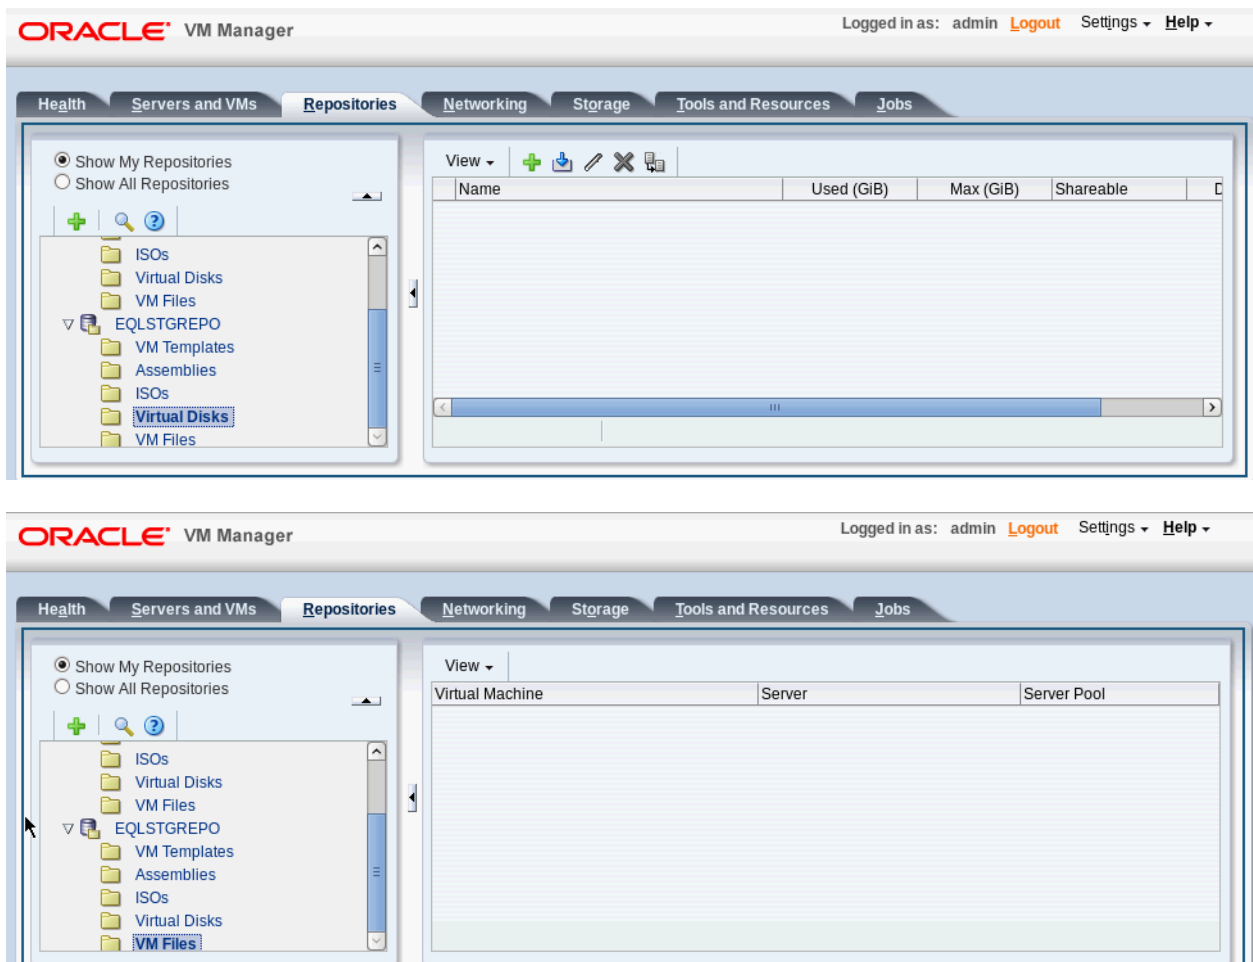 ORACLE VM Manager
Logged in as: admin Logout Settings Help
Health Servers and VMs Repositories Networking Storage Tools and Resources Jobs
Show My Repositories
Show All Repositories
View
Name Used (GiB) Max (GiB) Shareable D
ISOs
Virtual Disks
VM Files
EQLSTGREPO
VM Templates
Assemblies
ISOs
Virtual Disks
VM Files
ORACLE VM Manager
Logged in as: admin Logout Settings Help
Health Servers and VMs Repositories Networking Storage Tools and Resources Jobs
Show My Repositories
Show All Repositories
View
Virtual Machine Server Server Pool
ISOs
Virtual Disks
VM Files
EQLSTGREPO
VM Templates
Assemblies
ISOs
Virtual Disks
VM Files